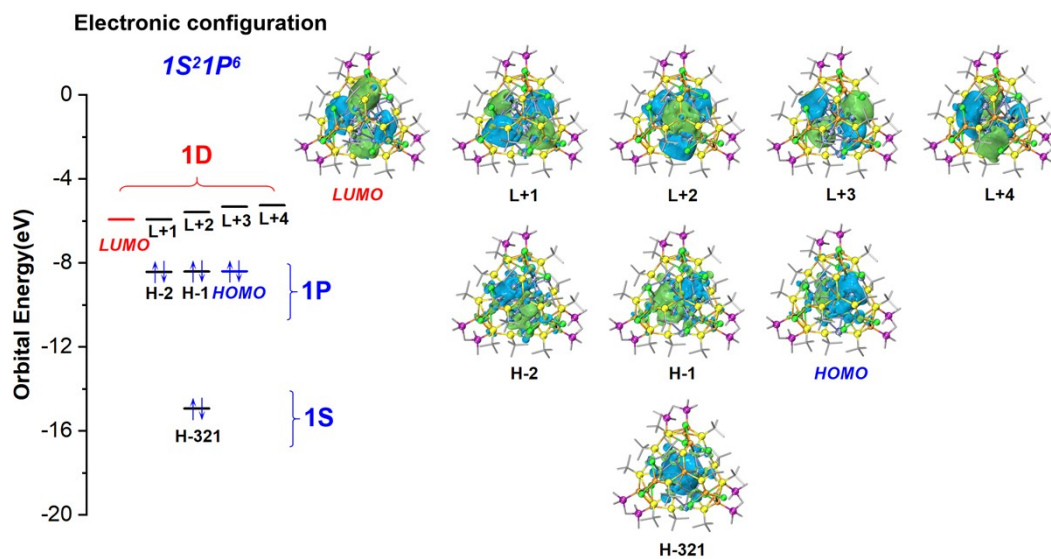 Electronic configuration
1S²1P⁶
Orbital Energy(eV)
0
-4
-8
-12
-16
-20
1D
LUMO
L+1
L+2
L+3
L+4
H-2
H-1
HOMO
1P
H-321
1S
LUMO
L+1
L+2
L+3
L+4
H-2
H-1
HOMO
H-321